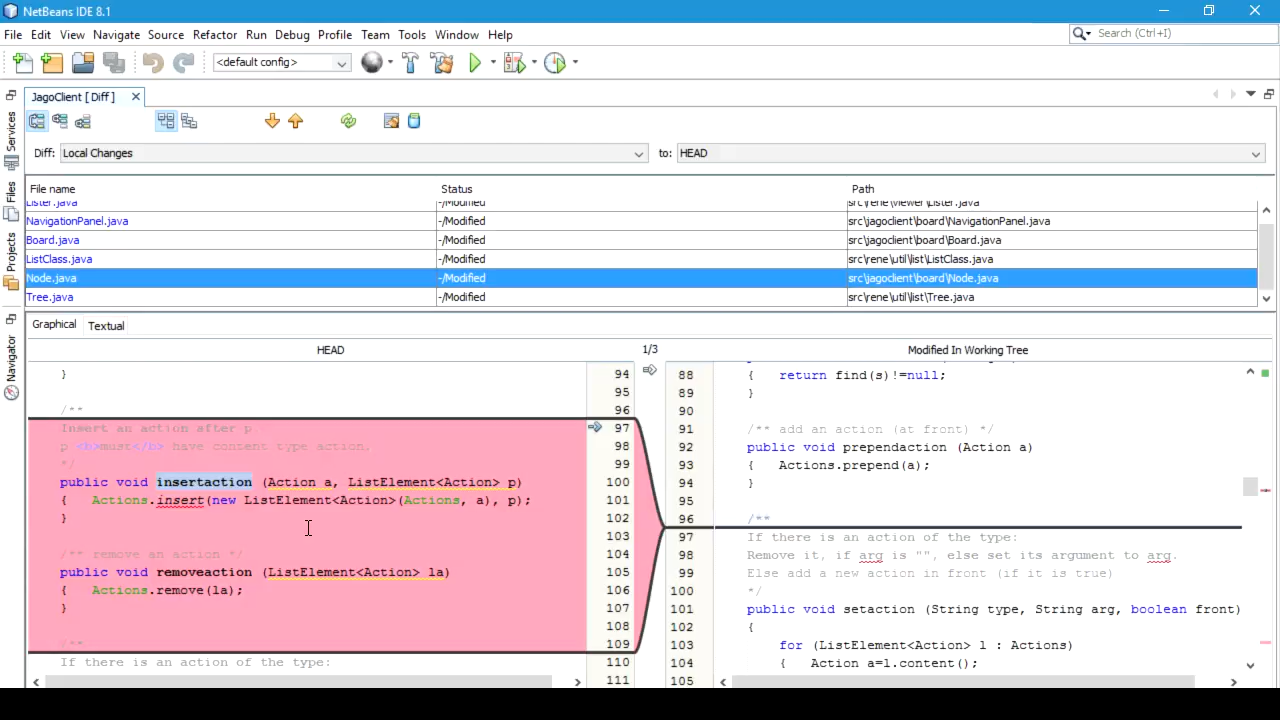 NetBeans IDE 8.1
File Edit View Navigate Source Refactor Run Debug Profile Team Tools Window Help
Search (Ctrl+I)
<default config>
JagoClient [ Diff ]
Diff: Local Changes to: HEAD
File name Status Path
Lister.java -/Modified src\rene\viewer\Lister.java
NavigationPanel.java -/Modified src\jagoclient\board\NavigationPanel.java
Board.java -/Modified src\jagoclient\board\Board.java
ListClass.java -/Modified src\rene\util\list\ListClass.java
Node.java -/Modified src\jagoclient\board\Node.java
Tree.java -/Modified src\rene\util\list\Tree.java
Services
Files
Projects
Navigator
Graphical Textual
HEAD 1/3 Modified In Working Tree
} 94
95
/** 96
Insert an action after p 97
p <b>must</b> have content type action. 98
*/ 99
public void insertaction (Action a, ListElement<Action> p) 100
{ Actions.insert(new ListElement<Action>(Actions, a), p); 101
} 102
103
/** remove an action */ 104
public void removeaction (ListElement<Action> la) 105
{ Actions.remove(la); 106
} 107
108
/** 109
If there is an action of the type: 110
111
88 { return find(s)!=null;
89 }
90
91 /** add an action (at front) */
92 public void prependaction (Action a)
93 { Actions.prepend(a);
94 }
95
96 /**
97 If there is an action of the type:
98 Remove it, if arg is "", else set its argument to arg.
99 Else add a new action in front (if it is true)
100 */
101 public void setaction (String type, String arg, boolean front)
102 {
103 for (ListElement<Action> l : Actions)
104 { Action a=l.content();
105